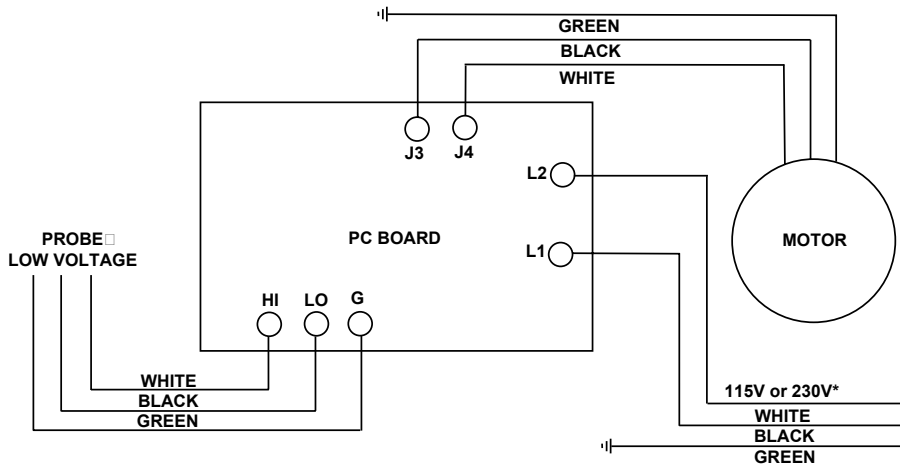 GREEN
BLACK
WHITE
J3 J4
L2
PROBE□
LOW VOLTAGE
PC BOARD
MOTOR
L1
HI LO G
WHITE
BLACK
GREEN
115V or 230V*
WHITE
BLACK
GREEN